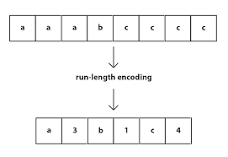 a a a b c c c c
run-length encoding
a 3 b 1 c 4